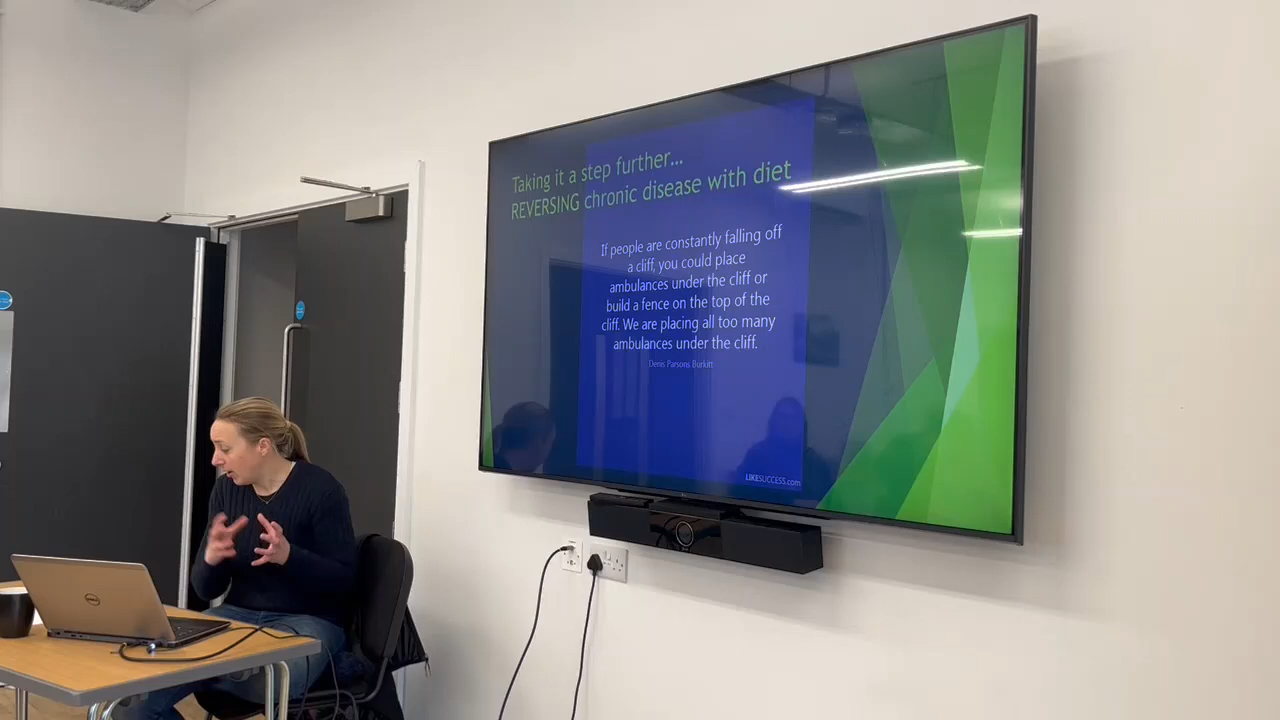 Taking it a step further...
REVERSING chronic disease with diet
If people are constantly falling off
a cliff, you could place
ambulances under the cliff or
build a fence on the top of the
cliff. We are placing all too many
ambulances under the cliff.
Denis Parsons Burkitt
LIKESUCCESS.com
DELL